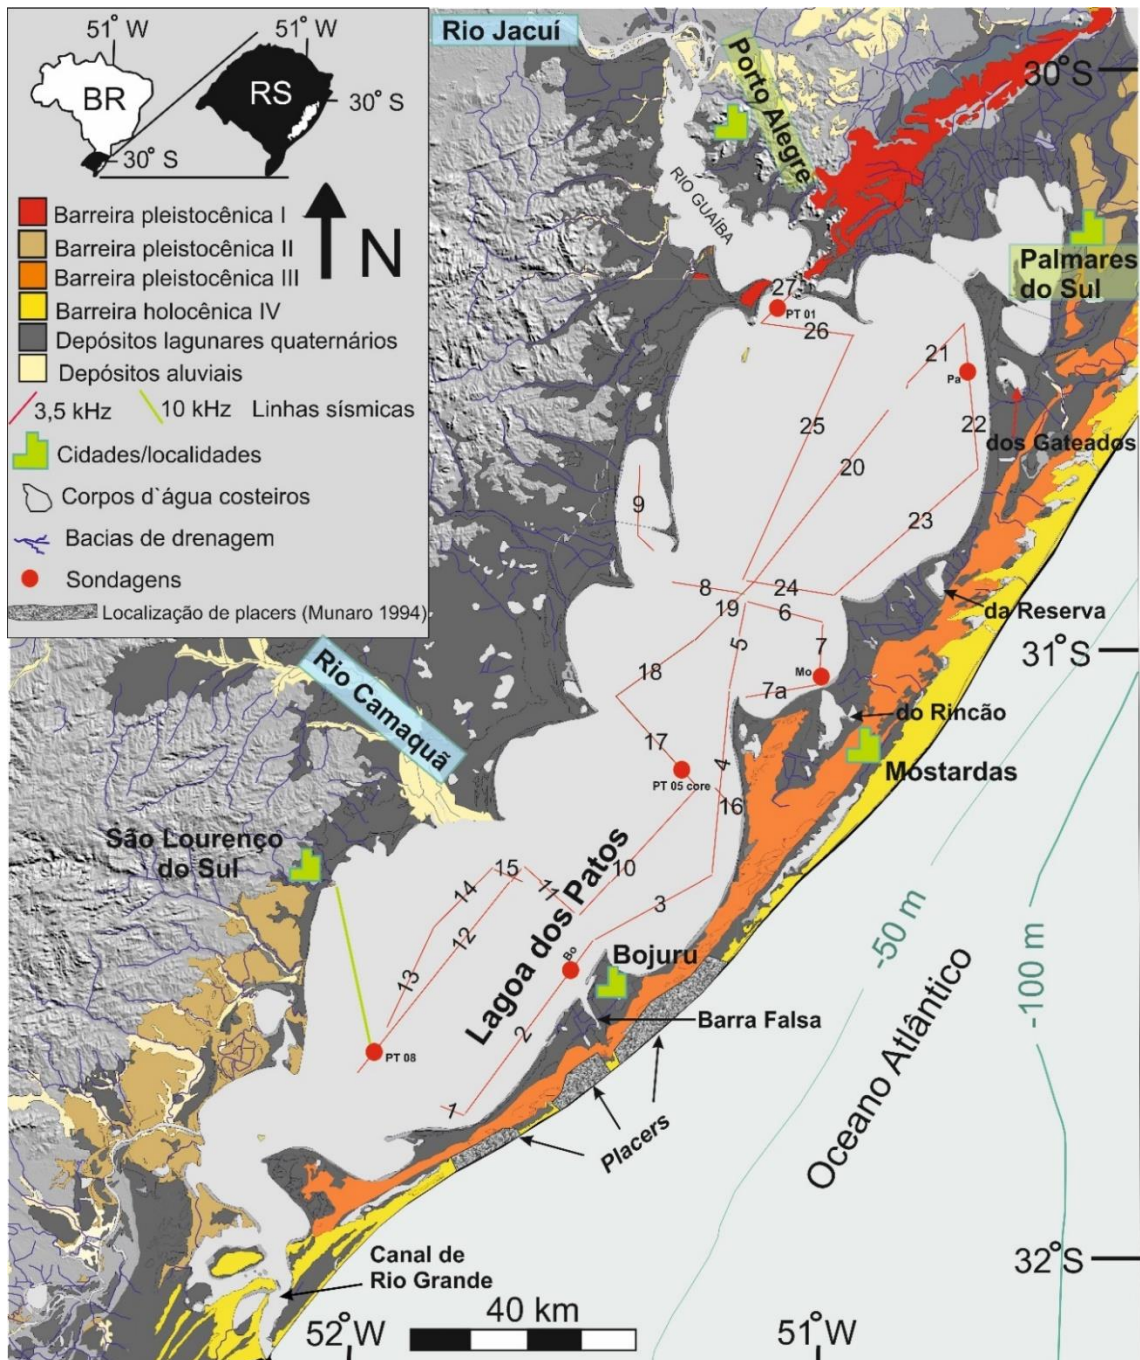 51° W
51° W
BR
RS
30° S
30° S
N
Barreira pleistocênica I
Barreira pleistocênica II
Barreira pleistocênica III
Barreira holocênica IV
Depósitos lagunares quaternários
Depósitos aluviais
3,5 kHz
10 kHz
Linhas sísmicas
Cidades/localidades
Corpos d`água costeiros
Bacias de drenagem
Sondagens
Localização de placers (Munaro 1994)
Rio Jacuí
Porto Alegre
30° S
RIO GUAÍBA
Palmares
do Sul
27
PT 01
26
21
Pa
22
dos Gateados
25
20
9
23
8
24
19
6
da Reserva
5
7
31° S
Rio Camaquã
18
Mo
7a
do Rincão
17
4
Mostardas
PT 05 core
16
São Lourenço
do Sul
15
10
14
11
3
12
Lagoa dos Patos
-50 m
-100 m
Oceano Atlântico
Bo
Bojuru
13
2
Barra Falsa
PT 08
1
Placers
Canal de
Rio Grande
32° S
40 km
52° W
51° W